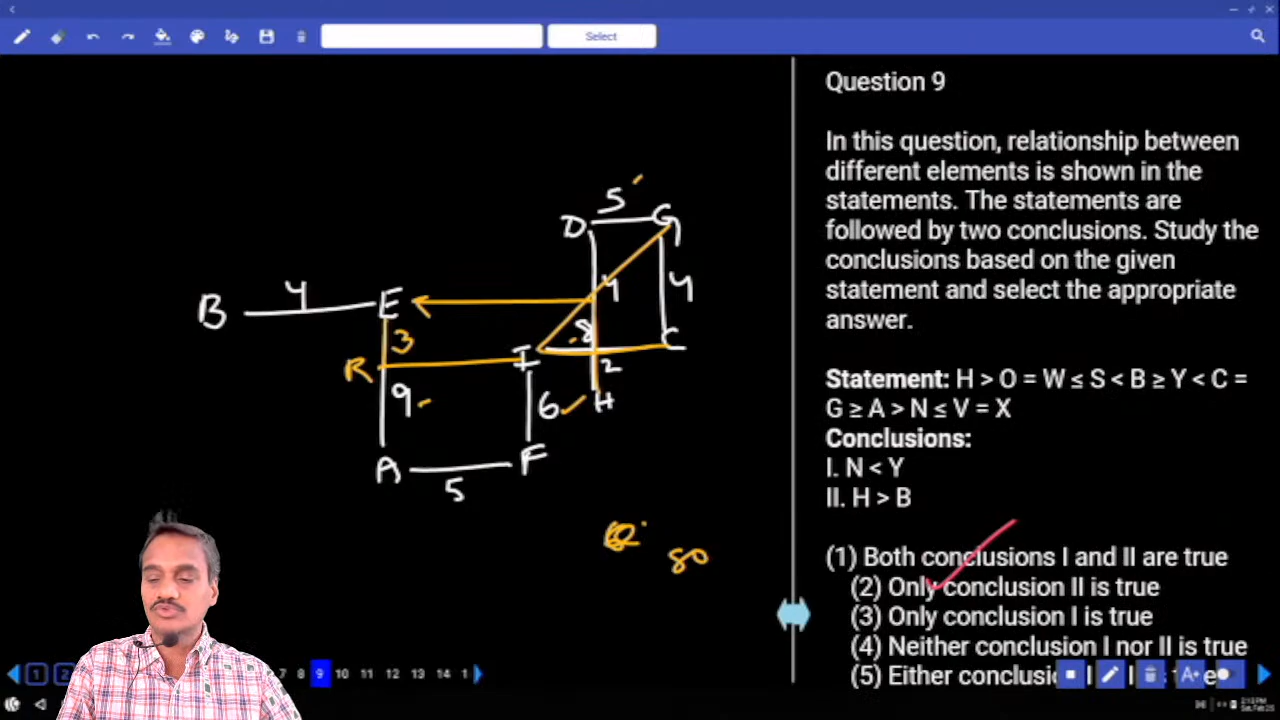 Select
Question 9
In this question, relationship between
different elements is shown in the
statements. The statements are
followed by two conclusions. Study the
conclusions based on the given
statement and select the appropriate
answer.
Statement: H > O = W ≤ S < B ≥ Y < C =
G ≥ A > N ≤ V = X
Conclusions:
I. N < Y
II. H > B
(1) Both conclusions I and II are true
(2) Only conclusion II is true
(3) Only conclusion I is true
(4) Neither conclusion I nor II is true
(5) Either conclusi
5
D G
4 4
B 4 E
3 8 C
R I 2
9 6 H
A F
5
80
1 2 7 8 9 10 11 12 13 14 1
A+